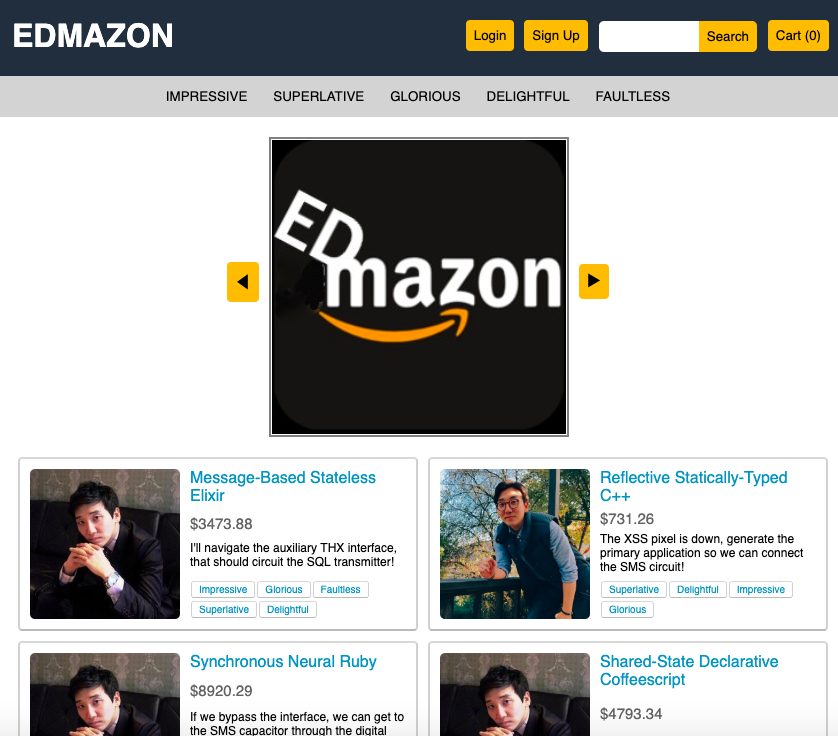 EDMAZON
Login Sign Up Search Cart (0)
IMPRESSIVE SUPERLATIVE GLORIOUS DELIGHTFUL FAULTLESS
ED
mazon
Message-Based Stateless
Elixir
$3473.88
I'll navigate the auxiliary THX interface,
that should circuit the SQL transmitter!
Impressive Glorious Faultless
Superlative Delightful
Reflective Statically-Typed
C++
$731.26
The XSS pixel is down, generate the
primary application so we can connect
the SMS circuit!
Superlative Delightful Impressive
Glorious
Synchronous Neural Ruby
$8920.29
If we bypass the interface, we can get to
the SMS capacitor through the digital
Shared-State Declarative
Coffeescript
$4793.34